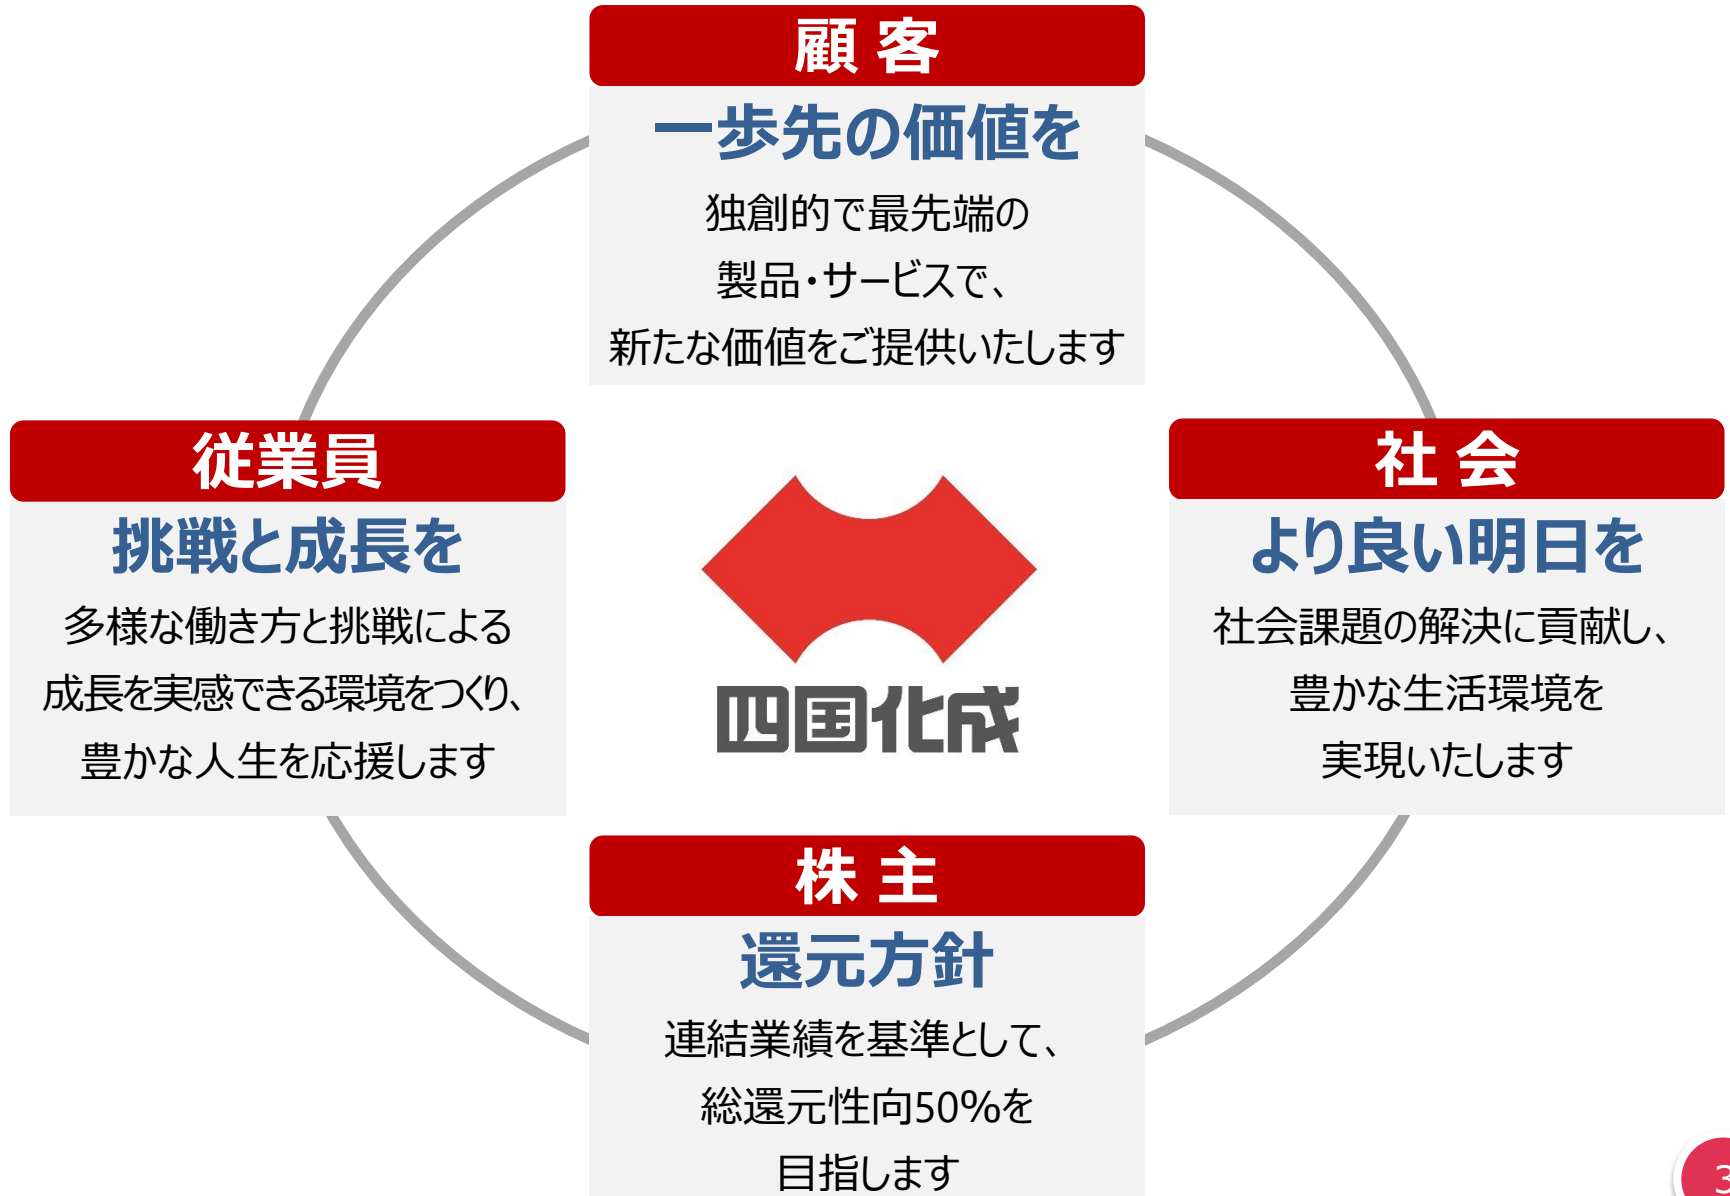 顧 客
一歩先の価値を
独創的で最先端の
製品・サービスで、
新たな価値をご提供いたします
従業員
挑戦と成長を
多様な働き方と挑戦による
成長を実感できる環境をつくり、
豊かな人生を応援します
四国化成
社 会
より良い明日を
社会課題の解決に貢献し、
豊かな生活環境を
実現いたします
株 主
還元方針
連結業績を基準として、
総還元性向50%を
目指します